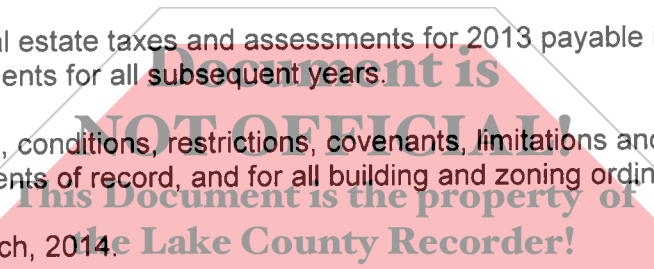 l estate taxes and assessments for 2013 payable i
ents for all subsequent years.
Document is
, conditions, restrictions, covenants, limitations and
NOT OFFICIAL!
ents of record, and for all building and zoning ordin
This Document is the property of
ch, 2014.
the Lake County Recorder!